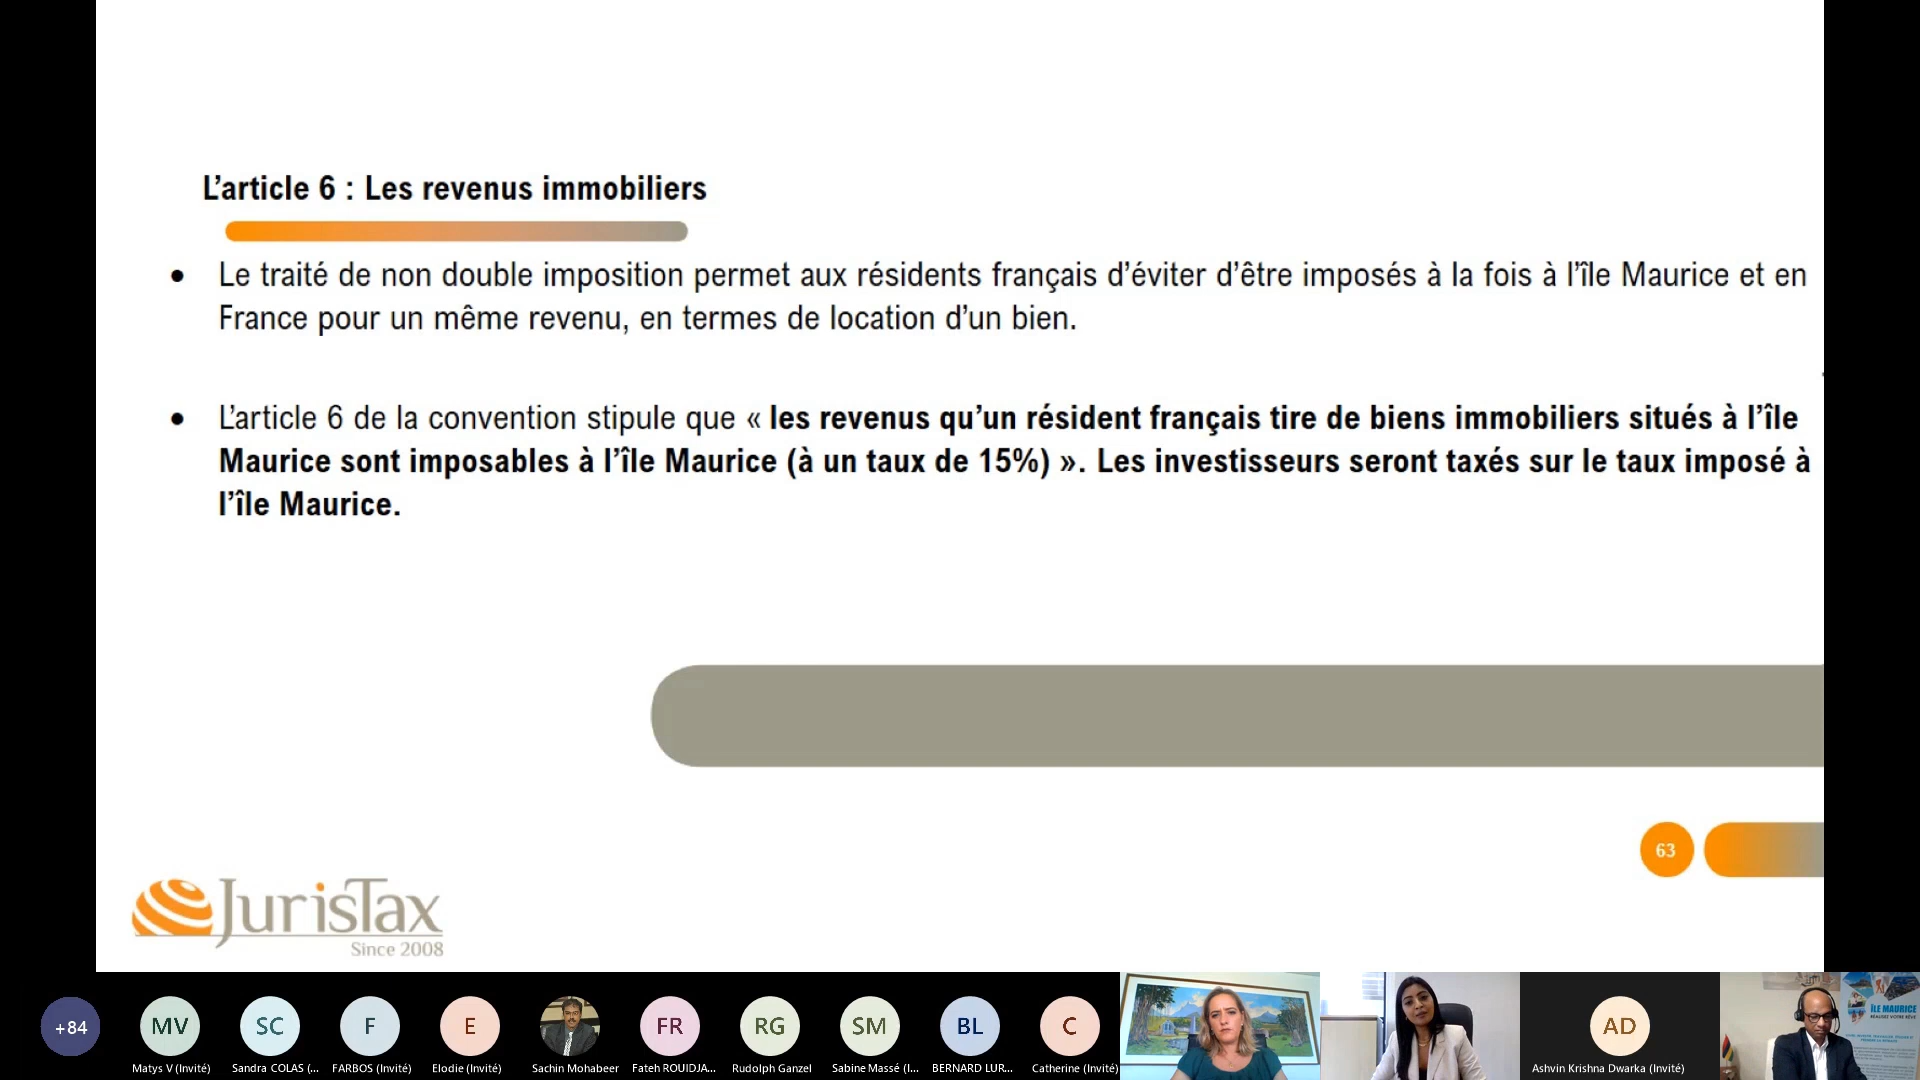 L’article 6 : Les revenus immobiliers
• Le traité de non double imposition permet aux résidents français d’éviter d’être imposés à la fois à l’île Maurice et en
France pour un même revenu, en termes de location d’un bien.
• L’article 6 de la convention stipule que « les revenus qu’un résident français tire de biens immobiliers situés à l’île
Maurice sont imposables à l’île Maurice (à un taux de 15%) ». Les investisseurs seront taxés sur le taux imposé à
l’île Maurice.
63
JurisTax
Since 2008
+84
MV
SC
F
E
FR
RG
SM
BL
C
AD
ÎLE MAURICE
Matys V (Invité)
Sandra COLAS (...
FARBOS (Invité)
Elodie (Invité)
Sachin Mohabeer
Fateh ROUIDJA...
Rudolph Ganzel
Sabine Massé (I...
BERNARD LUR...
Catherine (Invité)
Ashvin Krishna Dwarka (Invité)